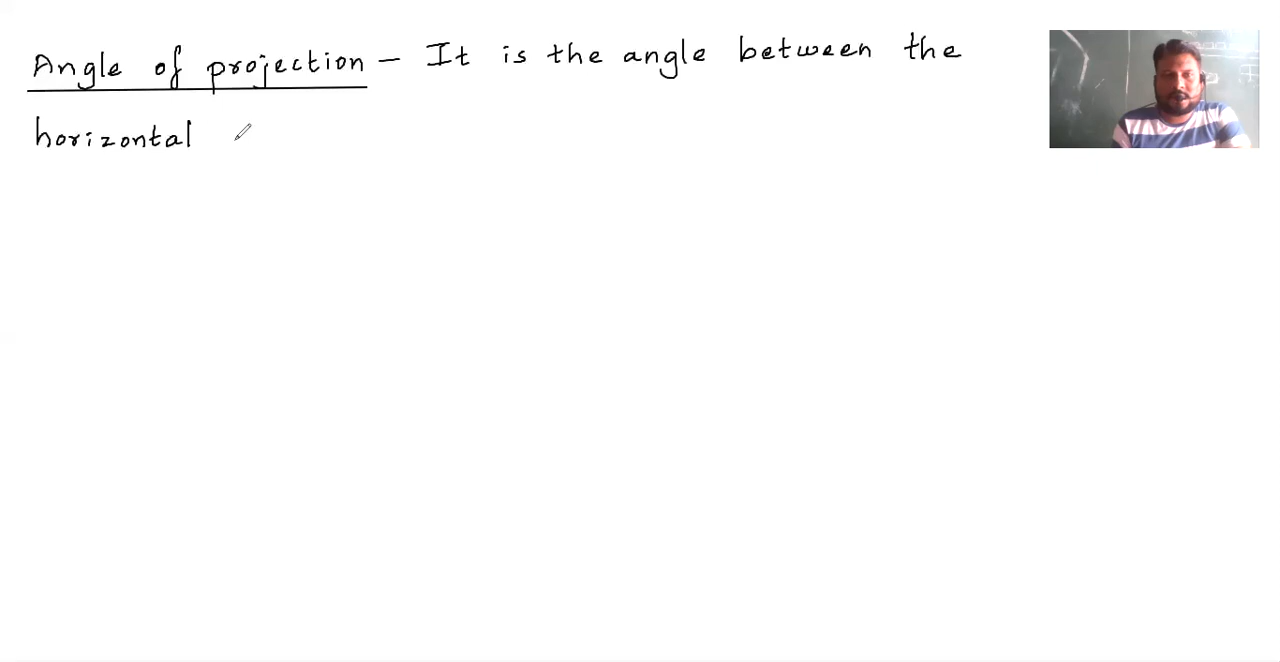 Angle of projection – It is the angle between the
horizontal